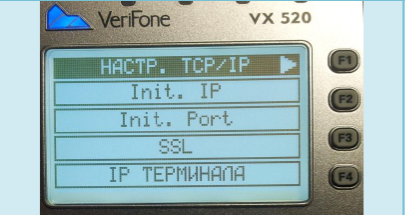 VeriFone VX 520
НАСТР. TCP/IP
F1
Init. IP
F2
Init. Port
F3
SSL
IP ТЕРМИНАЛА
F4